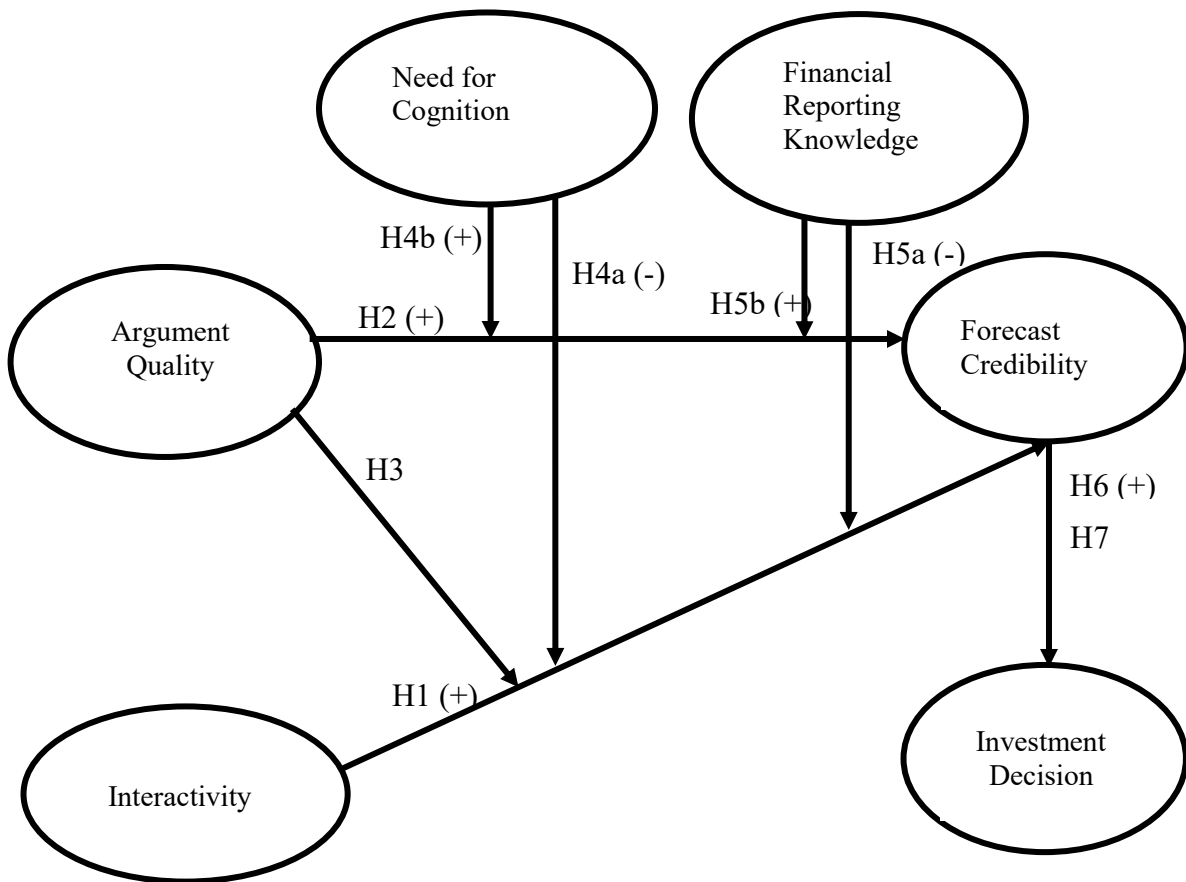 Need for
Cognition
Financial
Reporting
Knowledge
H4b (+)
H4a (-)
H5a (-)
H5b (+)
H2 (+)
Argument
Quality
Forecast
Credibility
H3
H6 (+)
H7
H1 (+)
Interactivity
Investment
Decision